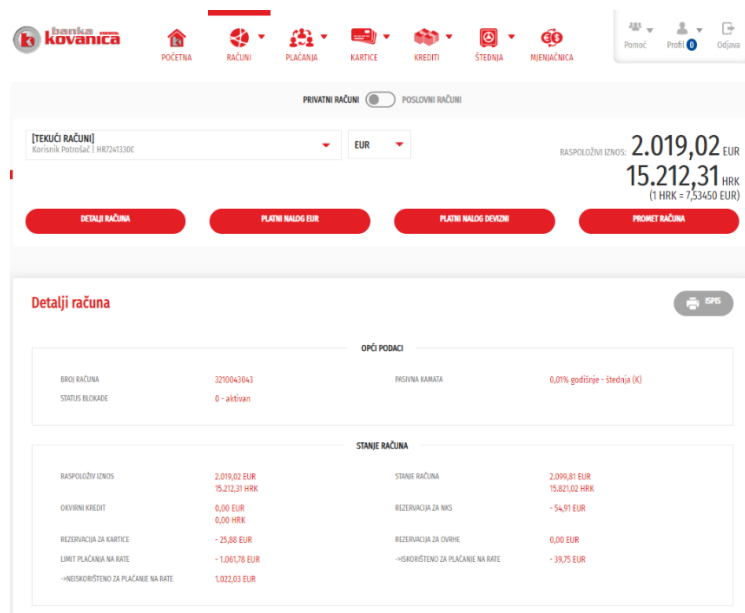 banka
kovanica
POČETNA
RAČUNI
PLAĆANJA
KARTICE
KREDITI
ŠTEDNJA
MJENJAČNICA
Pomoć
Profil 0
Odjava
PRIVATNI RAČUNI
POSLOVNI RAČUNI
[TEKUĆI RAČUNI]
Korisnik Potrošač | HR7241330C
EUR
RASPOLOŽIVI IZNOS: 2.019,02 EUR
15.212,31 HRK
(1 HRK = 7,53450 EUR)
DETALJI RAČUNA
PLATNI NALOG EUR
PLATNI NALOG DEVIZNI
PROMET RAČUNA
Detalji računa
ISPIS
OPĆI PODACI
BROJ RAČUNA 3210043043 PASIVNA KAMATA 0,01% godišnje - štednja (K)
STATUS BLOKADE 0 - aktivan
STANJE RAČUNA
RASPOLOŽIV IZNOS 2.019,02 EUR STANJE RAČUNA 2.099,81 EUR
15.212,31 HRK 15.821,02 HRK
OKVIRNI KREDIT 0,00 EUR REZERVACIJA ZA NKS - 54,91 EUR
0,00 HRK
REZERVACIJA ZA KARTICE - 25,88 EUR REZERVACIJA ZA OVRHE 0,00 EUR
LIMIT PLAĆANJA NA RATE - 1.061,78 EUR ->ISKORIŠTENO ZA PLAĆANJE NA RATE - 39,75 EUR
->NEISKORIŠTENO ZA PLAĆANJE NA RATE 1.022,03 EUR